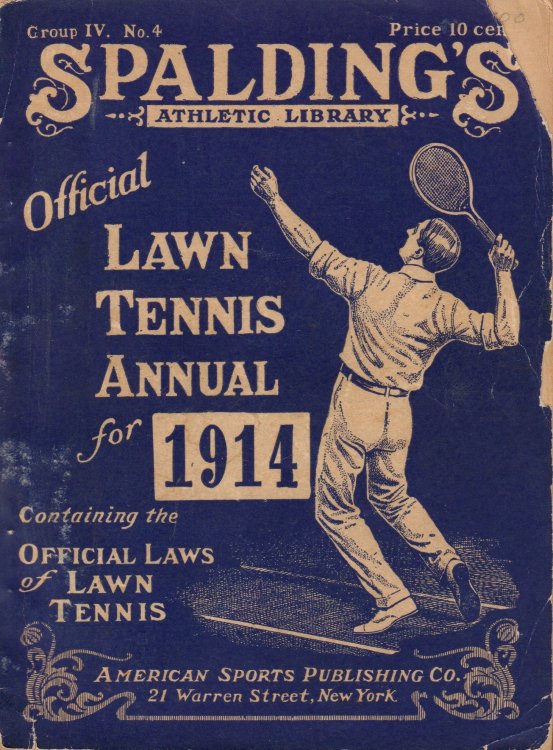 Group IV. No. 4
Price 10 cen
SPALDING'S
ATHLETIC LIBRARY
Official
LAWN
TENNIS
ANNUAL
for 1914
Containing the
OFFICIAL LAWS
of LAWN
TENNIS
AMERICAN SPORTS PUBLISHING CO.
21 Warren Street, New York